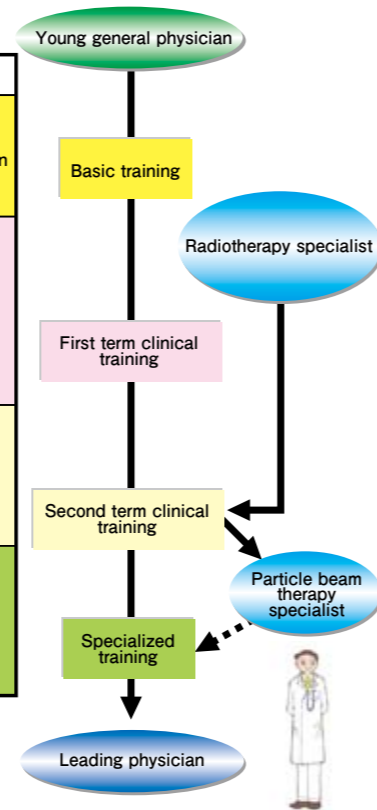 Young general physician
n
Basic training
Radiotherapy specialist
First term clinical
training
Second term clinical
training
Particle beam
therapy
specialist
Specialized
training
Leading physician